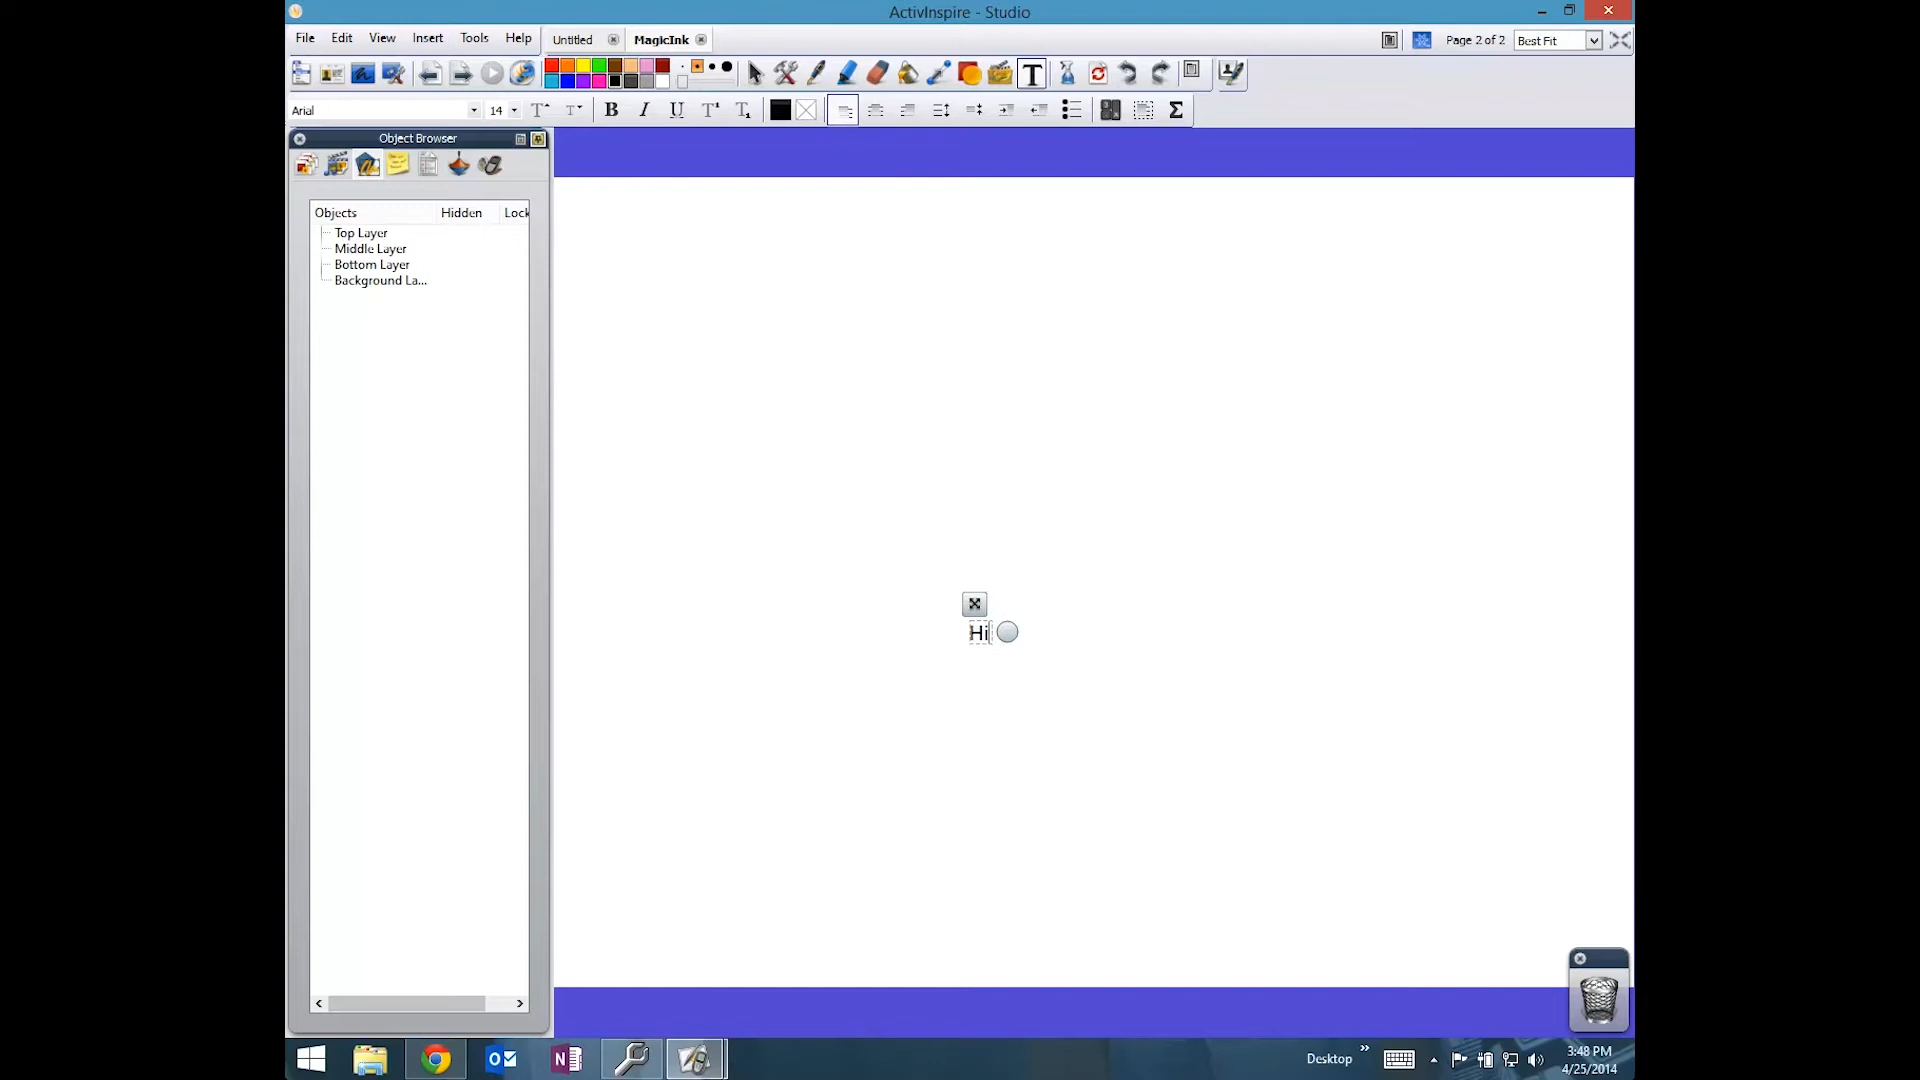 ActivInspire - Studio
File Edit View Insert Tools Help
Untitled
MagicInk
Page 2 of 2
Best Fit
Arial
14
B I U
Object Browser
Objects Hidden Lock
Top Layer
Middle Layer
Bottom Layer
Background La...
Hi
Desktop
3:48 PM
4/25/2014